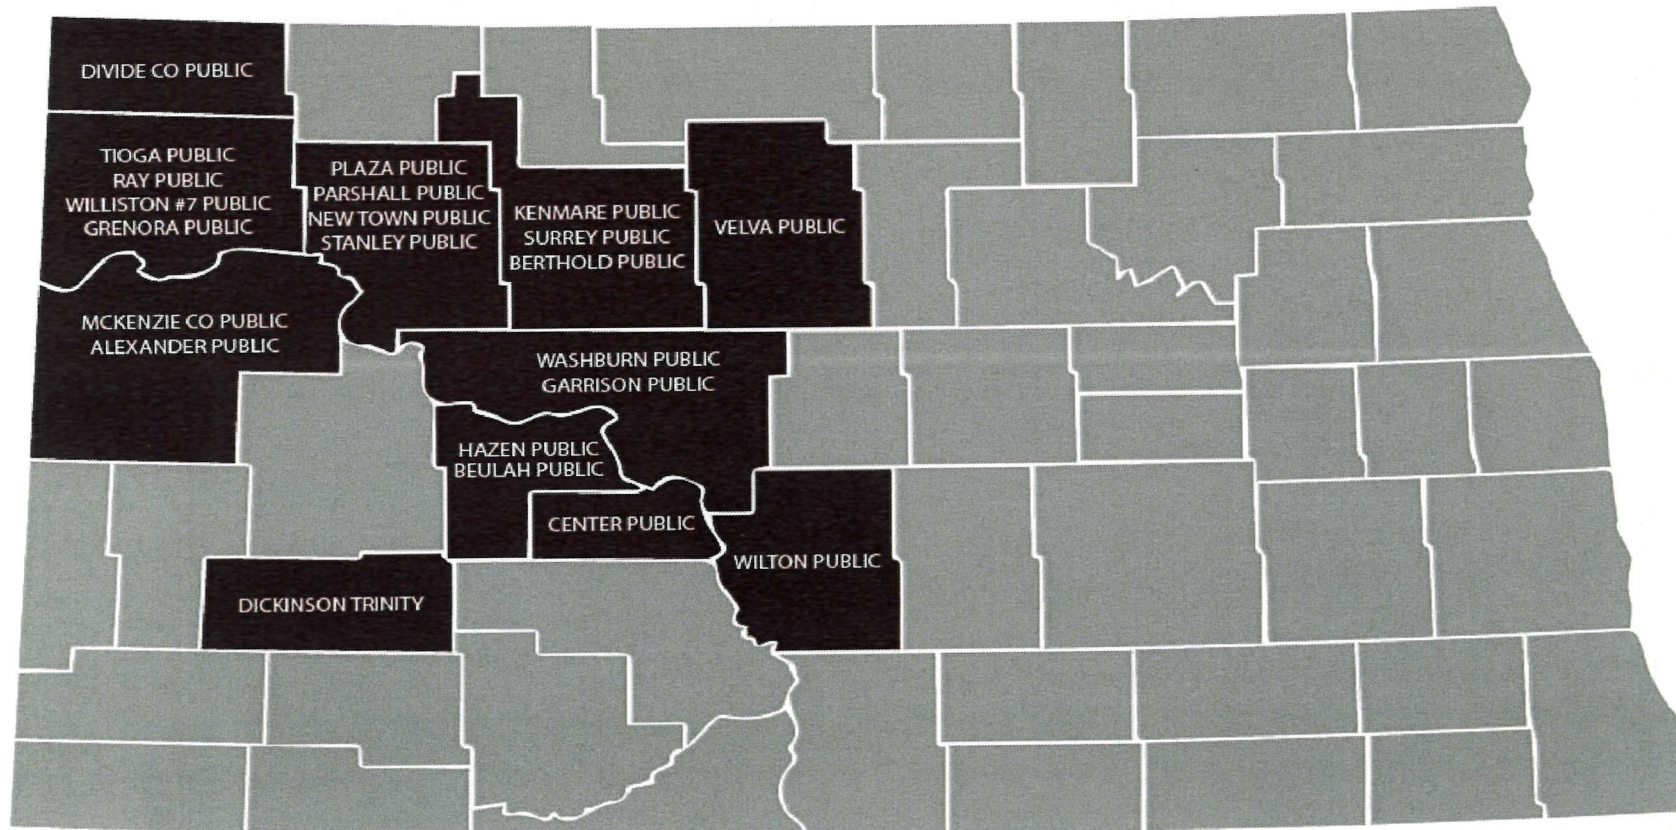 DIVIDE CO PUBLIC
TIOGA PUBLIC
RAY PUBLIC
WILLISTON #7 PUBLIC
GRENORA PUBLIC
PLAZA PUBLIC
PARSHALL PUBLIC
NEW TOWN PUBLIC
STANLEY PUBLIC
KENMARE PUBLIC
SURREY PUBLIC
BERTHOLD PUBLIC
VELVA PUBLIC
MCKENZIE CO PUBLIC
ALEXANDER PUBLIC
WASHBURN PUBLIC
GARRISON PUBLIC
HAZEN PUBLIC
BEULAH PUBLIC
CENTER PUBLIC
WILTON PUBLIC
DICKINSON TRINITY